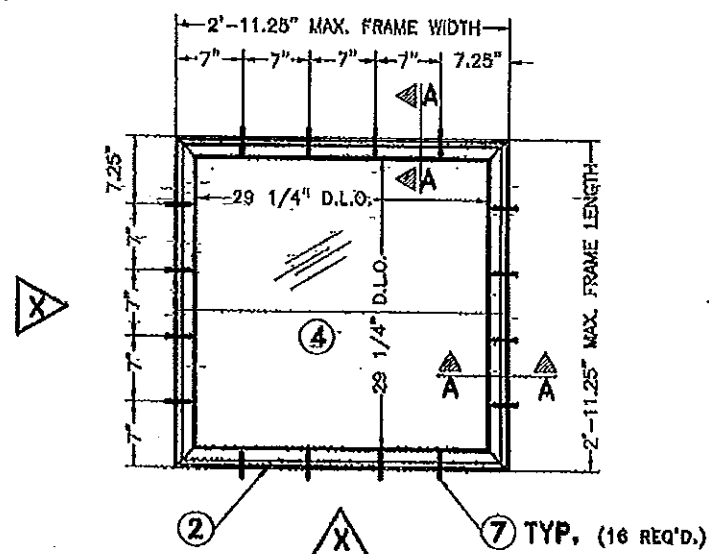 2'-11.25" MAX. FRAME WIDTH
7" 7" 7" 7" 7.25"
A
A
7.25"
7"
7"
7"
7"
29 1/4" D.L.O.
29 1/4" D.L.O.
2'-11.25" MAX. FRAME LENGTH
X
4
A A
2
X
7 TYP. (16 REQ'D.)